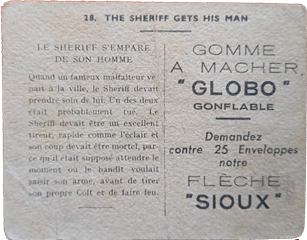 28. THE SHERIFF GETS HIS MAN
LE SHERIFF S'EMPARE
DE SON HOMME
Quand un fameux malfaiteur ve-
nait à la ville, le Sheriff devait
prendre soin de lui. Un des deux
était probablement tué. Le
Sheriff devait être un excellent
tireur, rapide comme l'éclair et
son coup devait être mortel, par-
ce qu'il était supposé attendre le
moment ou le bandit voulait
saisir son arme, avant de tirer
son propre Colt et de faire feu.
GOMME
A MACHER
"GLOBO"
GONFLABLE
Demandez
contre 25 Enveloppes
notre
FLÈCHE
"SIOUX"